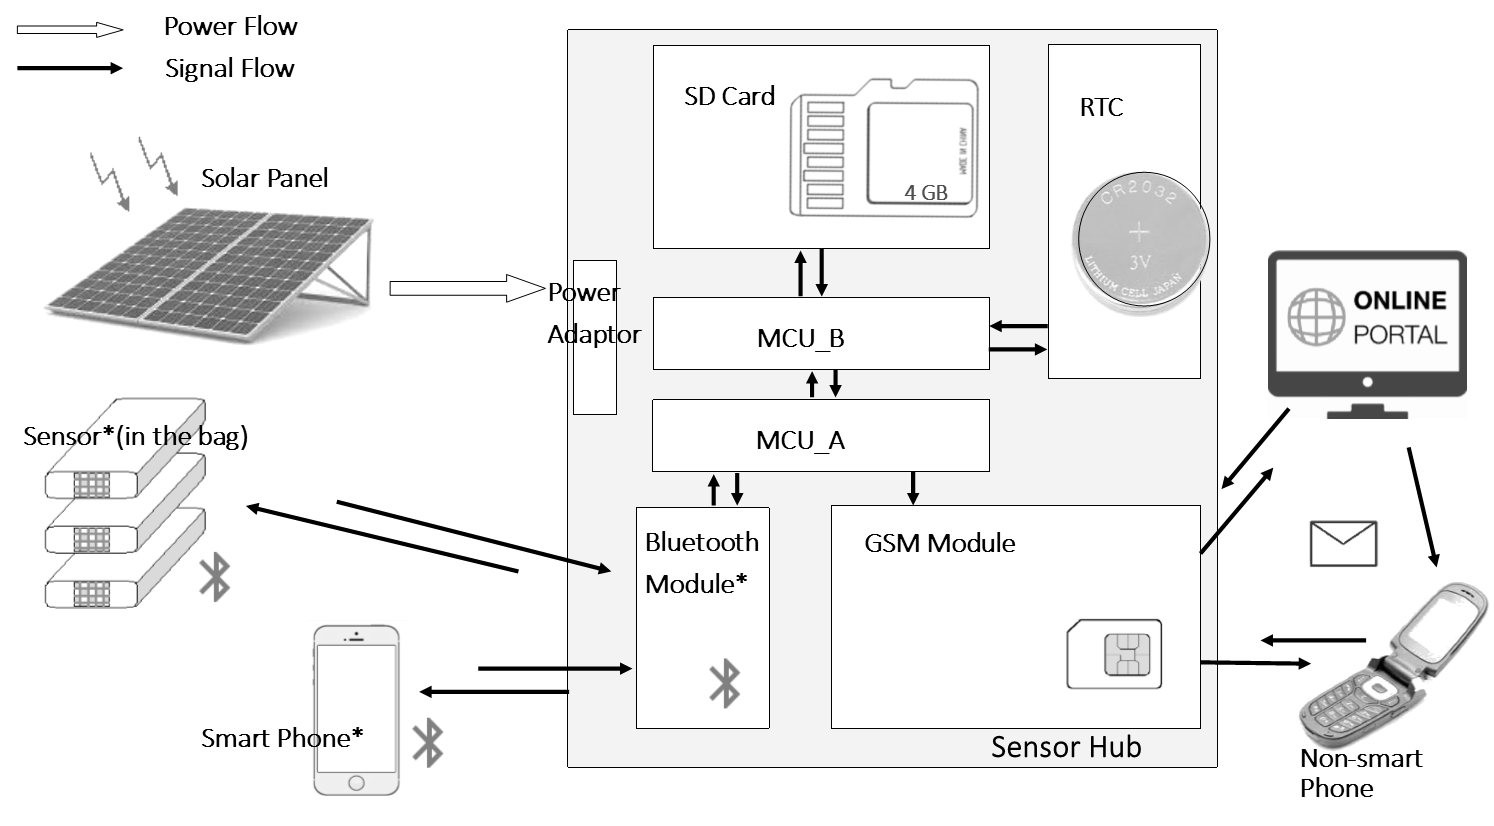 Power Flow
Signal Flow
Solar Panel
SD Card
MADE IN CHINA
4 GB
RTC
CR2032
+
3V
LITHIUM CELL JAPAN
Power
Adaptor
MCU_B
ONLINE
PORTAL
Sensor*(in the bag)
MCU_A
Bluetooth
Module*
GSM Module
Smart Phone*
Sensor Hub
Non-smart
Phone